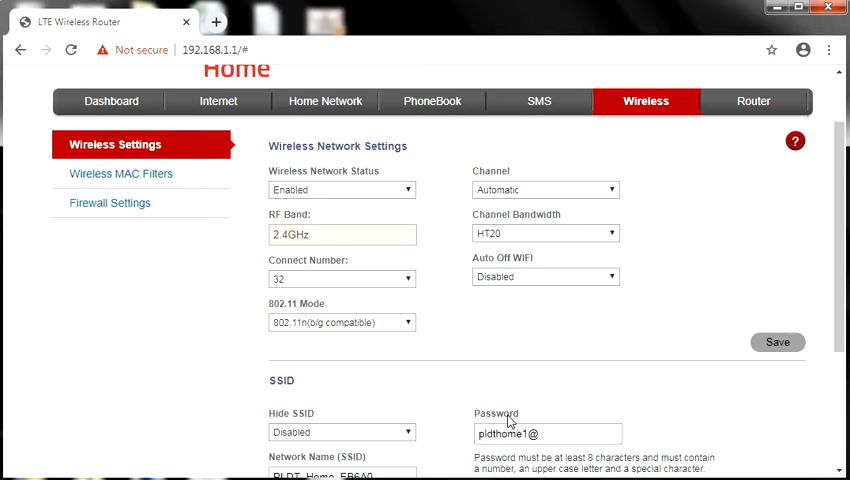 LTE Wireless Router
Not secure
192.168.1.1/#
Home
Dashboard
Internet
Home Network
PhoneBook
SMS
Wireless
Router
Wireless Settings
Wireless MAC Filters
Firewall Settings
Wireless Network Settings
?
Wireless Network Status
Enabled
Channel
Automatic
RF Band:
2.4GHz
Channel Bandwidth
HT20
Connect Number:
32
Auto Off WIFI
Disabled
802.11 Mode
802.11n(b/g compatible)
Save
SSID
Hide SSID
Disabled
Password
pldthome1@
Network Name (SSID)
PLDT_Home_EB6A0
Password must be at least 8 characters and must contain
a number, an upper case letter and a special character.